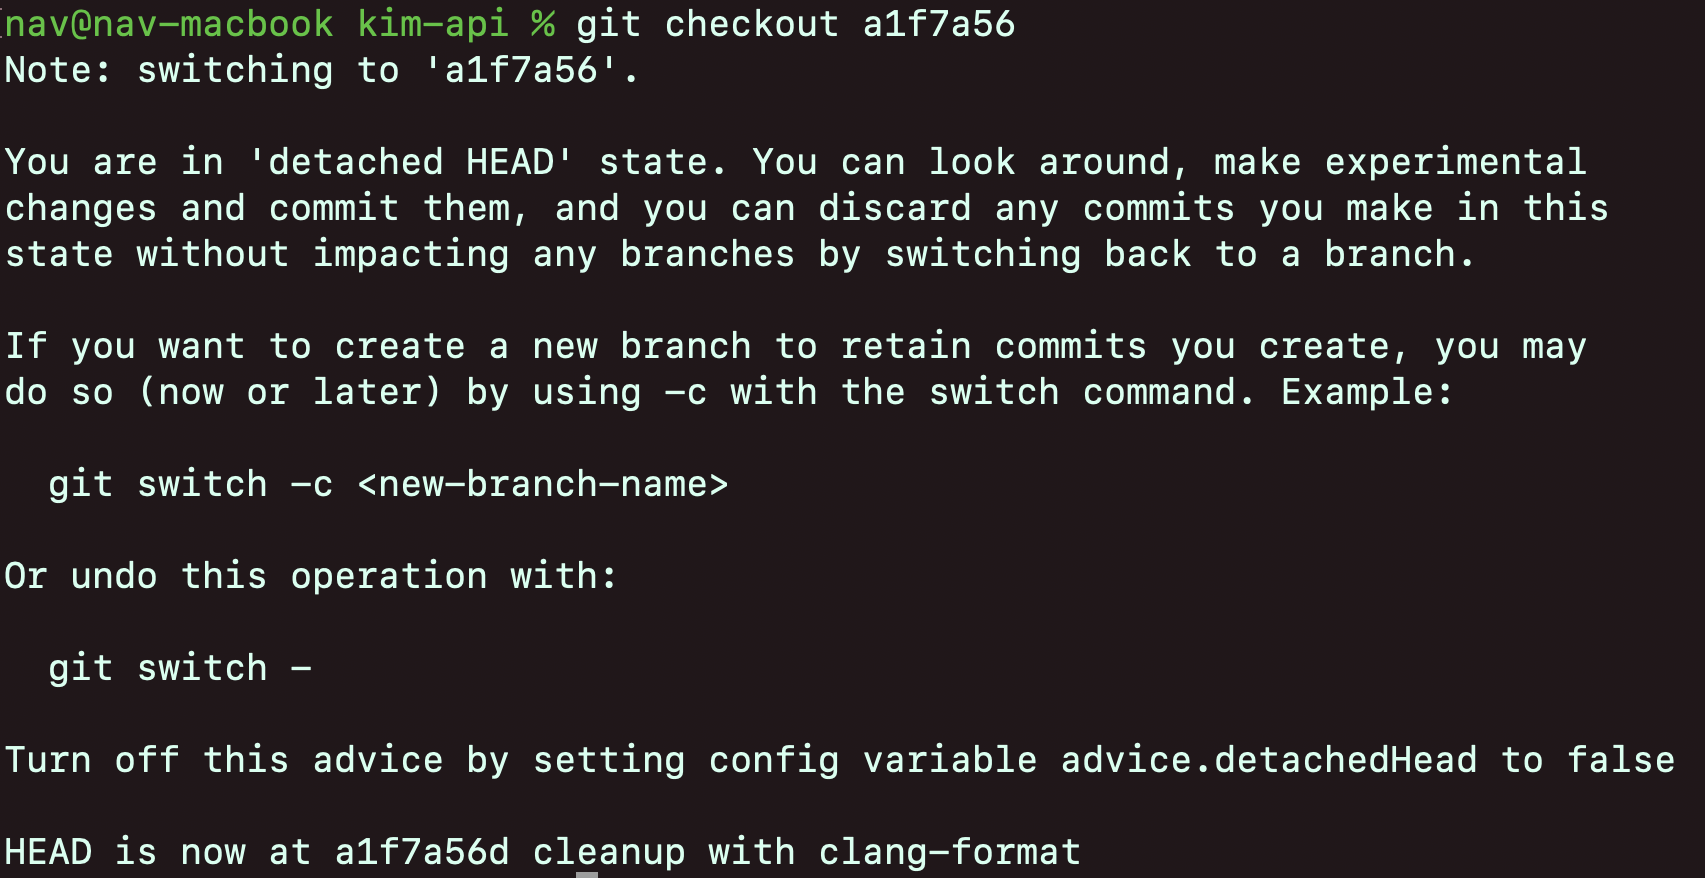 nav@nav-macbook kim-api % git checkout a1f7a56
Note: switching to 'a1f7a56'.
You are in 'detached HEAD' state. You can look around, make experimental
changes and commit them, and you can discard any commits you make in this
state without impacting any branches by switching back to a branch.
If you want to create a new branch to retain commits you create, you may
do so (now or later) by using -c with the switch command. Example:
  git switch -c <new-branch-name>
Or undo this operation with:
  git switch -
Turn off this advice by setting config variable advice.detachedHead to false
HEAD is now at a1f7a56d cleanup with clang-format